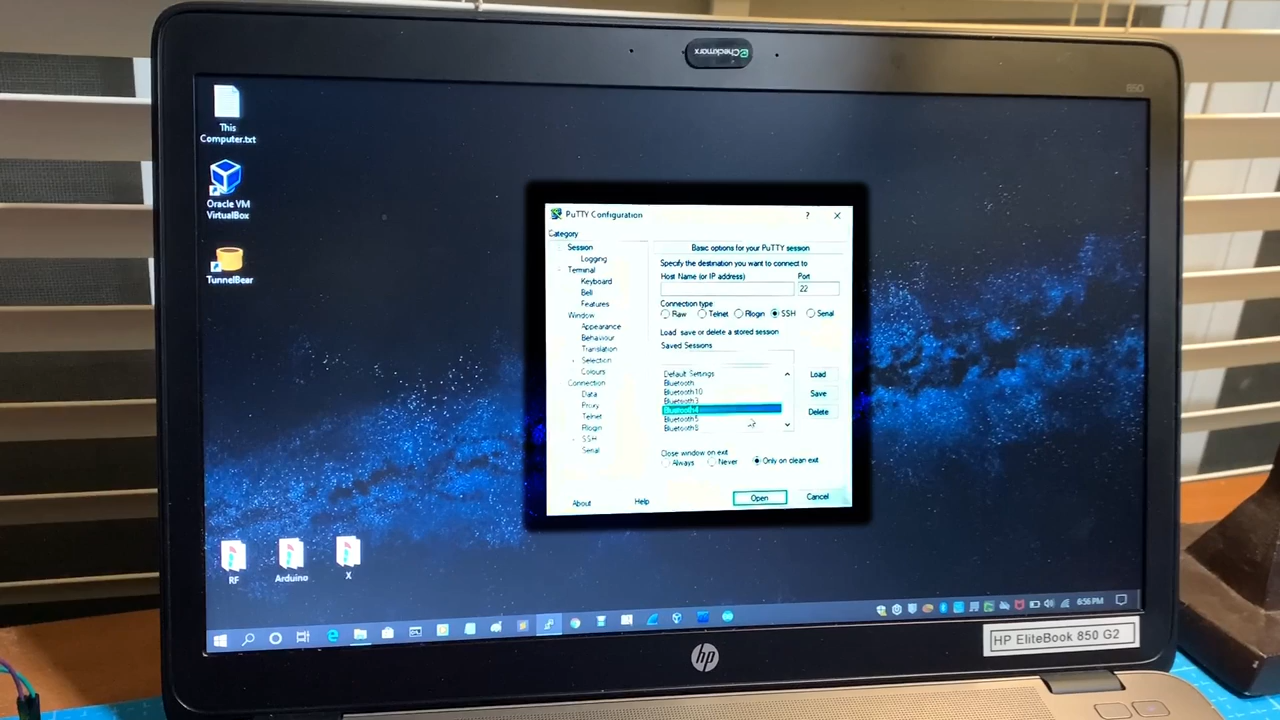 Checkmarx
850
This
Computer.txt
Oracle VM
VirtualBox
TunnelBear
PuTTY Configuration
?
Category
Session
Logging
Terminal
Keyboard
Bell
Features
Window
Appearance
Behaviour
Translation
Selection
Colours
Connection
Data
Proxy
Telnet
Rlogin
SSH
Serial
Basic options for your PuTTY session
Specify the destination you want to connect to
Host Name (or IP address) Port
22
Connection type
Raw Telnet Rlogin SSH Serial
Load save or delete a stored session
Saved Sessions
Default Settings
Bluetooth
Bluetooth10
Bluetooth3
Bluetooth4
Bluetooth5
Bluetooth8
Load
Save
Delete
Close window on exit
Always Never Only on clean exit
About Help Open Cancel
RF Arduino X
6:56 PM
hp
HP EliteBook 850 G2